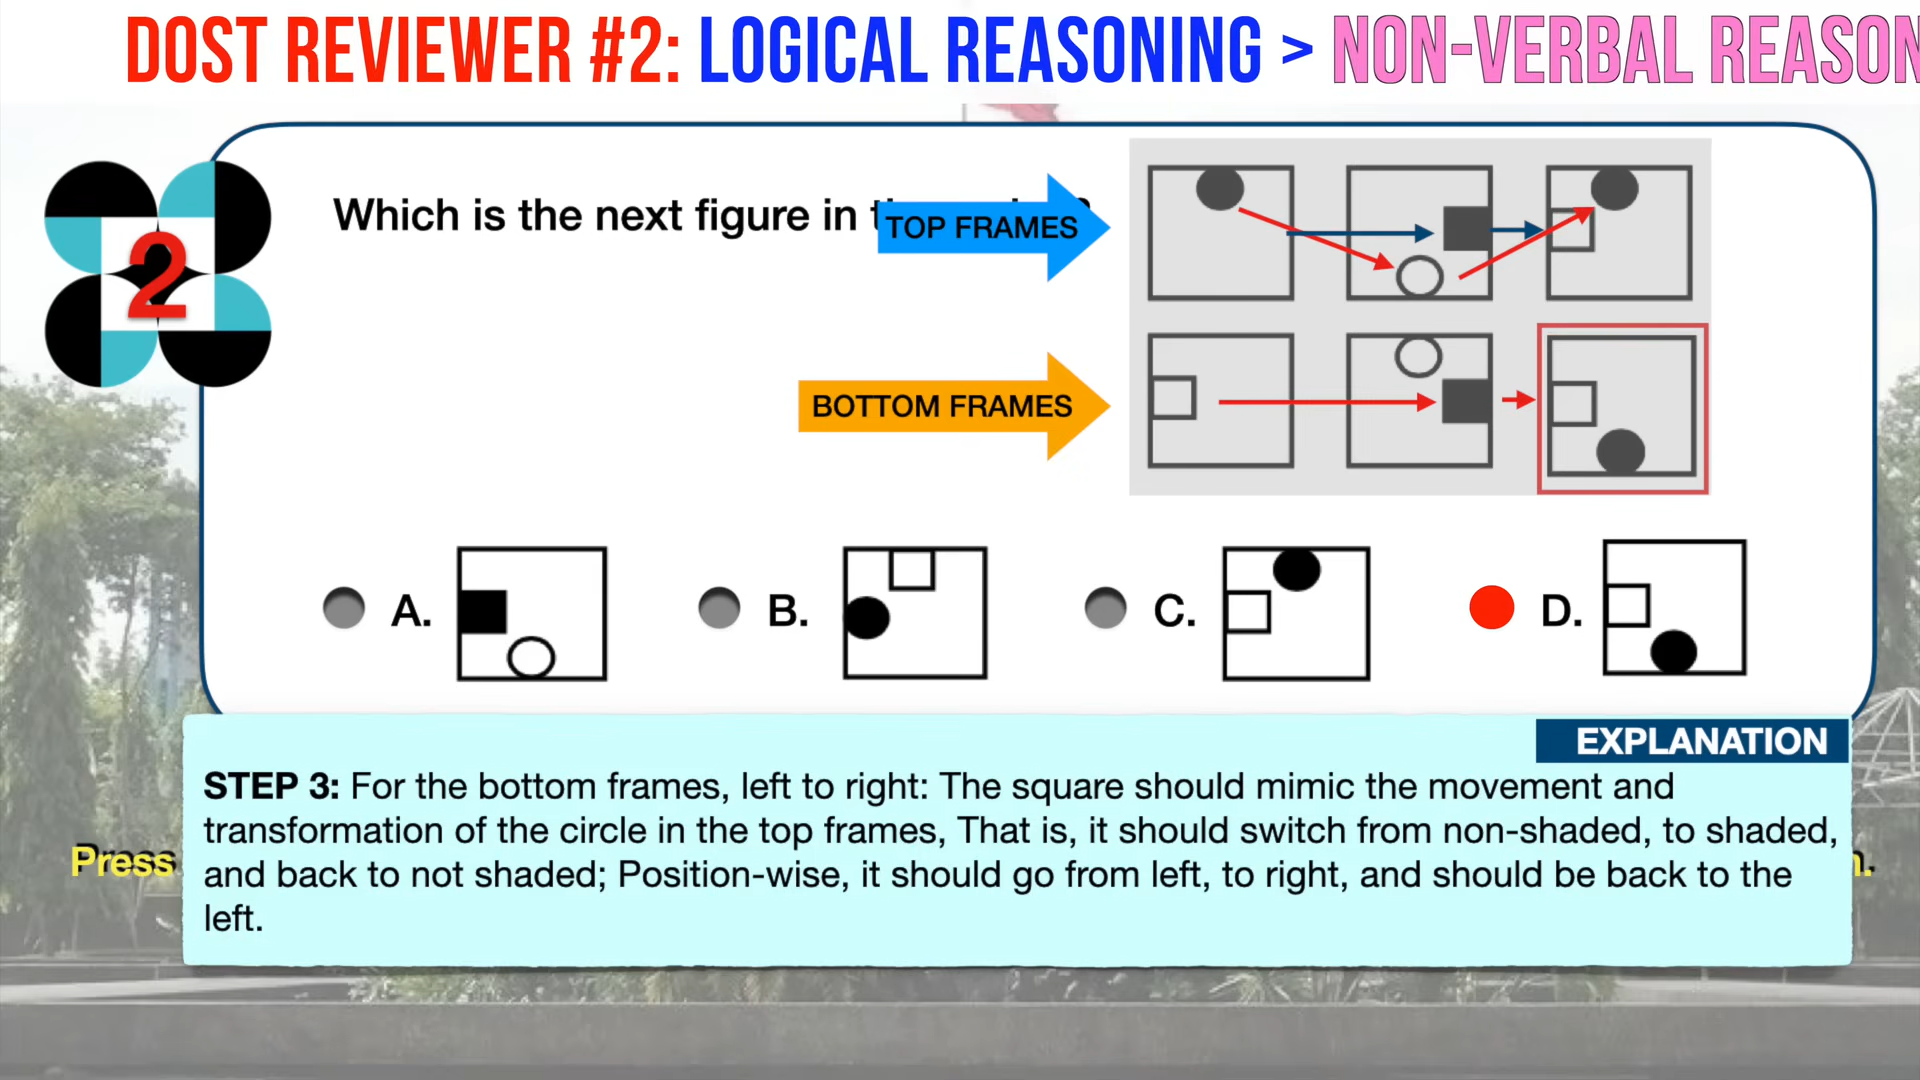 DOST REVIEWER #2: LOGICAL REASONING > NON-VERBAL REASON
2
Which is the next figure in
TOP FRAMES
BOTTOM FRAMES
A.
B.
C.
D.
EXPLANATION
STEP 3: For the bottom frames, left to right: The square should mimic the movement and
transformation of the circle in the top frames, That is, it should switch from non-shaded, to shaded,
and back to not shaded; Position-wise, it should go from left, to right, and should be back to the
left.
Press